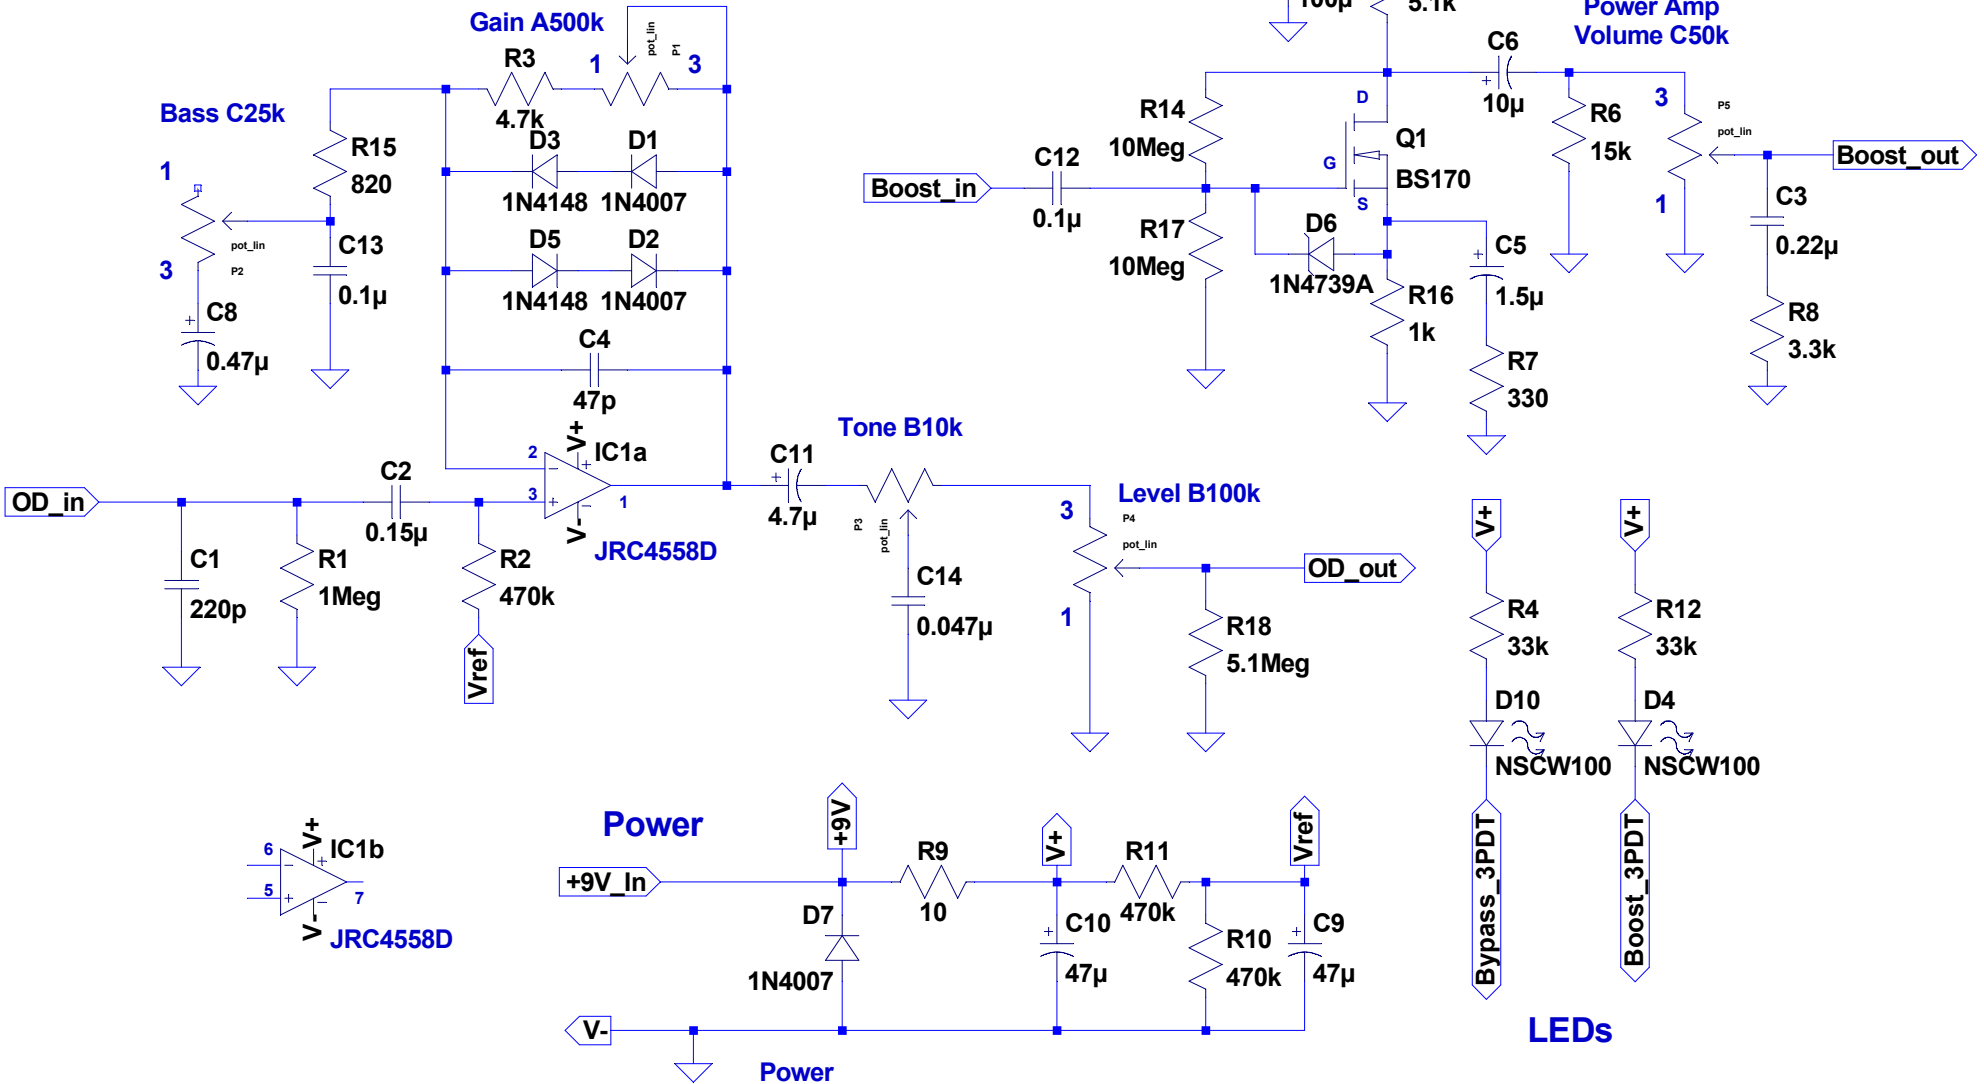 Gain A500k
R3
4.7k
1
3
pot_lin
P1
Bass C25k
1
3
pot_lin
P2
R15
820
C13
0.1µ
C8
0.47µ
D3
1N4148
D1
1N4007
D5
1N4148
D2
1N4007
C4
47p
V+
IC1a
2
3
1
V-
JRC4558D
OD_in
C1
220p
R1
1Meg
C2
0.15µ
R2
470k
Vref
C11
4.7µ
Tone B10k
P3
pot_lin
C14
0.047µ
Level B100k
3
1
P4
pot_lin
OD_out
R18
5.1Meg
100µ
5.1k
Power Amp
Volume C50k
C6
10µ
R14
10Meg
D
G
S
Q1
BS170
R6
15k
3
1
P5
pot_lin
Boost_out
Boost_in
C12
0.1µ
R17
10Meg
D6
1N4739A
R16
1k
C5
1.5µ
R7
330
C3
0.22µ
R8
3.3k
V+
R4
33k
D10
NSCW100
Bypass_3PDT
V+
R12
33k
D4
NSCW100
Boost_3PDT
LEDs
V+
IC1b
6
5
7
V-
JRC4558D
Power
+9V_In
+9V
D7
1N4007
R9
10
V+
C10
47µ
R11
470k
R10
470k
Vref
C9
47µ
V-
Power